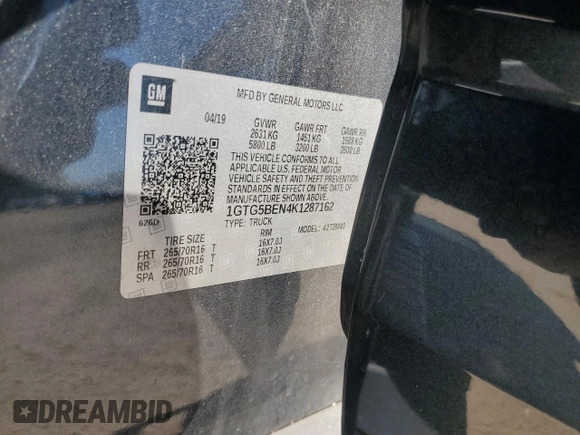 GM
MFD BY GENERAL MOTORS LLC
04/19 GVWR GAWR FRT GAWR RR
2631 KG 1451 KG 1588 KG
5800 LB 3200 LB 3500 LB
THIS VEHICLE CONFORMS TO ALL APPLICABLE
U.S. FEDERAL MOTOR
VEHICLE SAFETY AND THEFT PREVENTION
STANDARDS IN EFFECT ON THE DATE OF
MANUFACTURE SHOWN ABOVE.
1GTG5BEN4K1287162
TYPE: TRUCK MODEL:
626D
TIRE SIZE RIM
FRT 265/70R16 T 16X7.0J
RR 265/70R16 T 16X7.0J
SPA 265/70R16 T 16X7.0J
DREAMBID